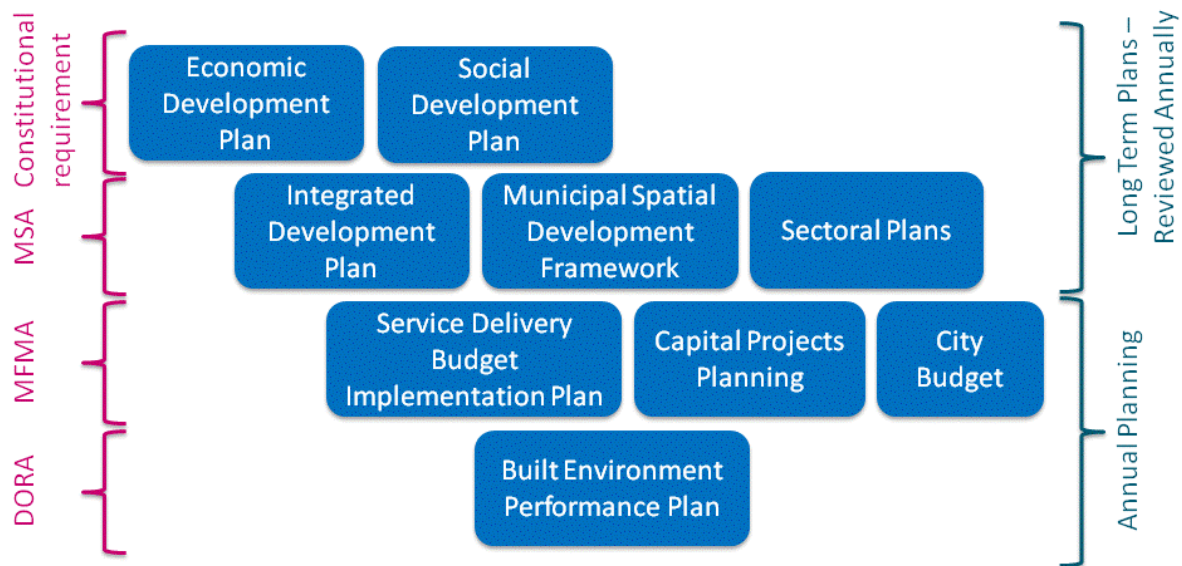 Constitutional
requirement
Economic
Development
Plan
Social
Development
Plan
Long Term Plans –
Reviewed Annually
MSA
Integrated
Development
Plan
Municipal Spatial
Development
Framework
Sectoral Plans
MFMA
Service Delivery
Budget
Implementation Plan
Capital Projects
Planning
City
Budget
Annual Planning
DORA
Built Environment
Performance Plan